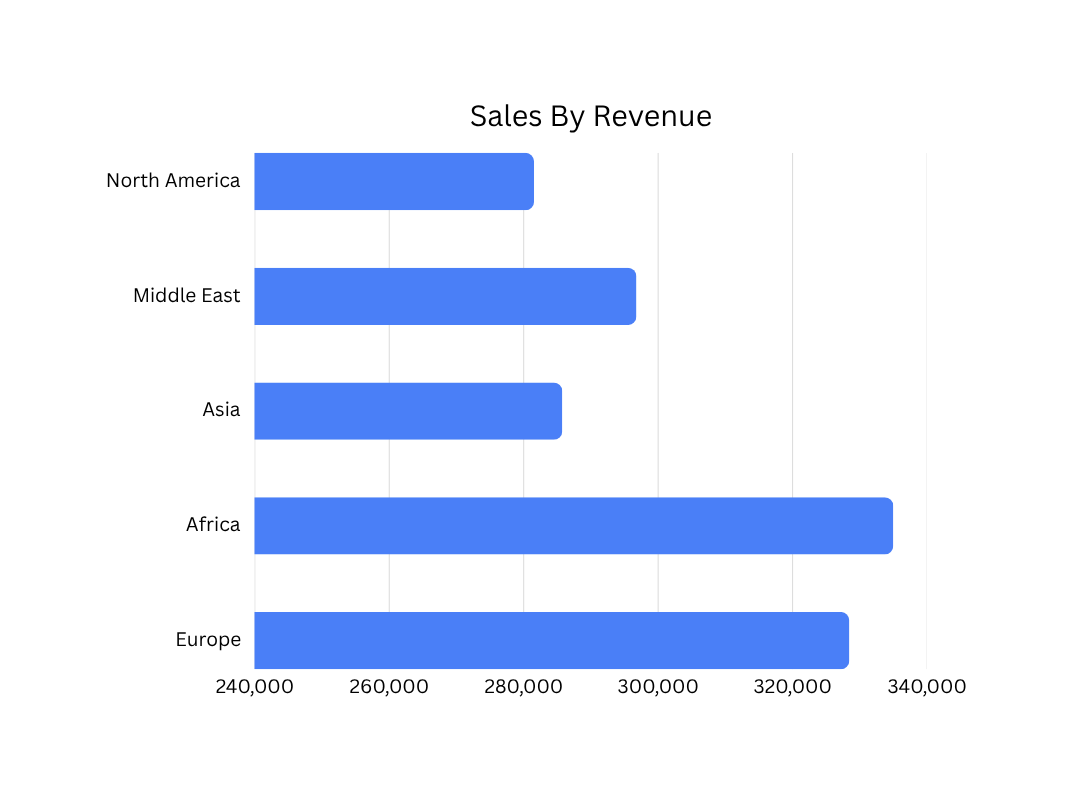 Sales By Revenue
North America
Middle East
Asia
Africa
Europe
240,000 260,000 280,000 300,000 320,000 340,000